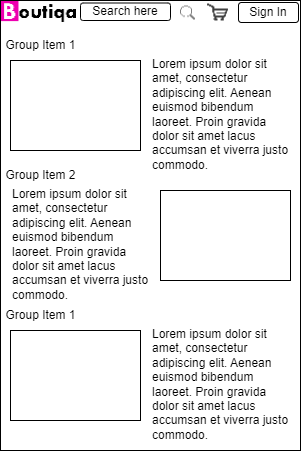 Boutiqa Search here Sign In
Group Item 1
Lorem ipsum dolor sit
amet, consectetur
adipiscing elit. Aenean
euismod bibendum
laoreet. Proin gravida
dolor sit amet lacus
accumsan et viverra justo
commodo.
Group Item 2
Lorem ipsum dolor sit
amet, consectetur
adipiscing elit. Aenean
euismod bibendum
laoreet. Proin gravida
dolor sit amet lacus
accumsan et viverra justo
commodo.
Group Item 1
Lorem ipsum dolor sit
amet, consectetur
adipiscing elit. Aenean
euismod bibendum
laoreet. Proin gravida
dolor sit amet lacus
accumsan et viverra justo
commodo.